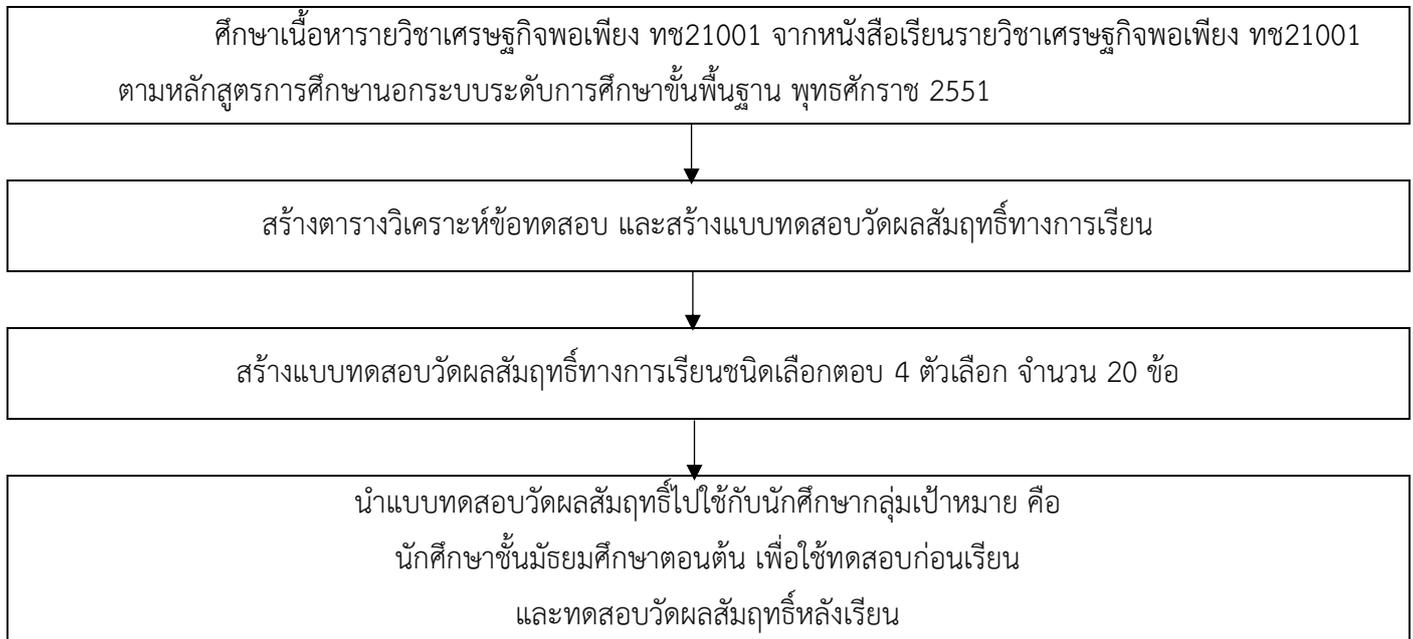 ศึกษาเนื้อหารายวิชาเศรษฐกิจพอเพียง ทช21001 จากหนังสือเรียนรายวิชาเศรษฐกิจพอเพียง ทช21001
ตามหลักสูตรการศึกษานอกระบบระดับการศึกษาขั้นพื้นฐาน พุทธศักราช 2551
สร้างตารางวิเคราะห์ข้อทดสอบ และสร้างแบบทดสอบวัดผลสัมฤทธิ์ทางการเรียน
สร้างแบบทดสอบวัดผลสัมฤทธิ์ทางการเรียนชนิดเลือกตอบ 4 ตัวเลือก จำนวน 20 ข้อ
นำแบบทดสอบวัดผลสัมฤทธิ์ไปใช้กับนักศึกษากลุ่มเป้าหมาย คือ
นักศึกษาชั้นมัธยมศึกษาตอนต้น เพื่อใช้ทดสอบก่อนเรียน
และทดสอบวัดผลสัมฤทธิ์หลังเรียน